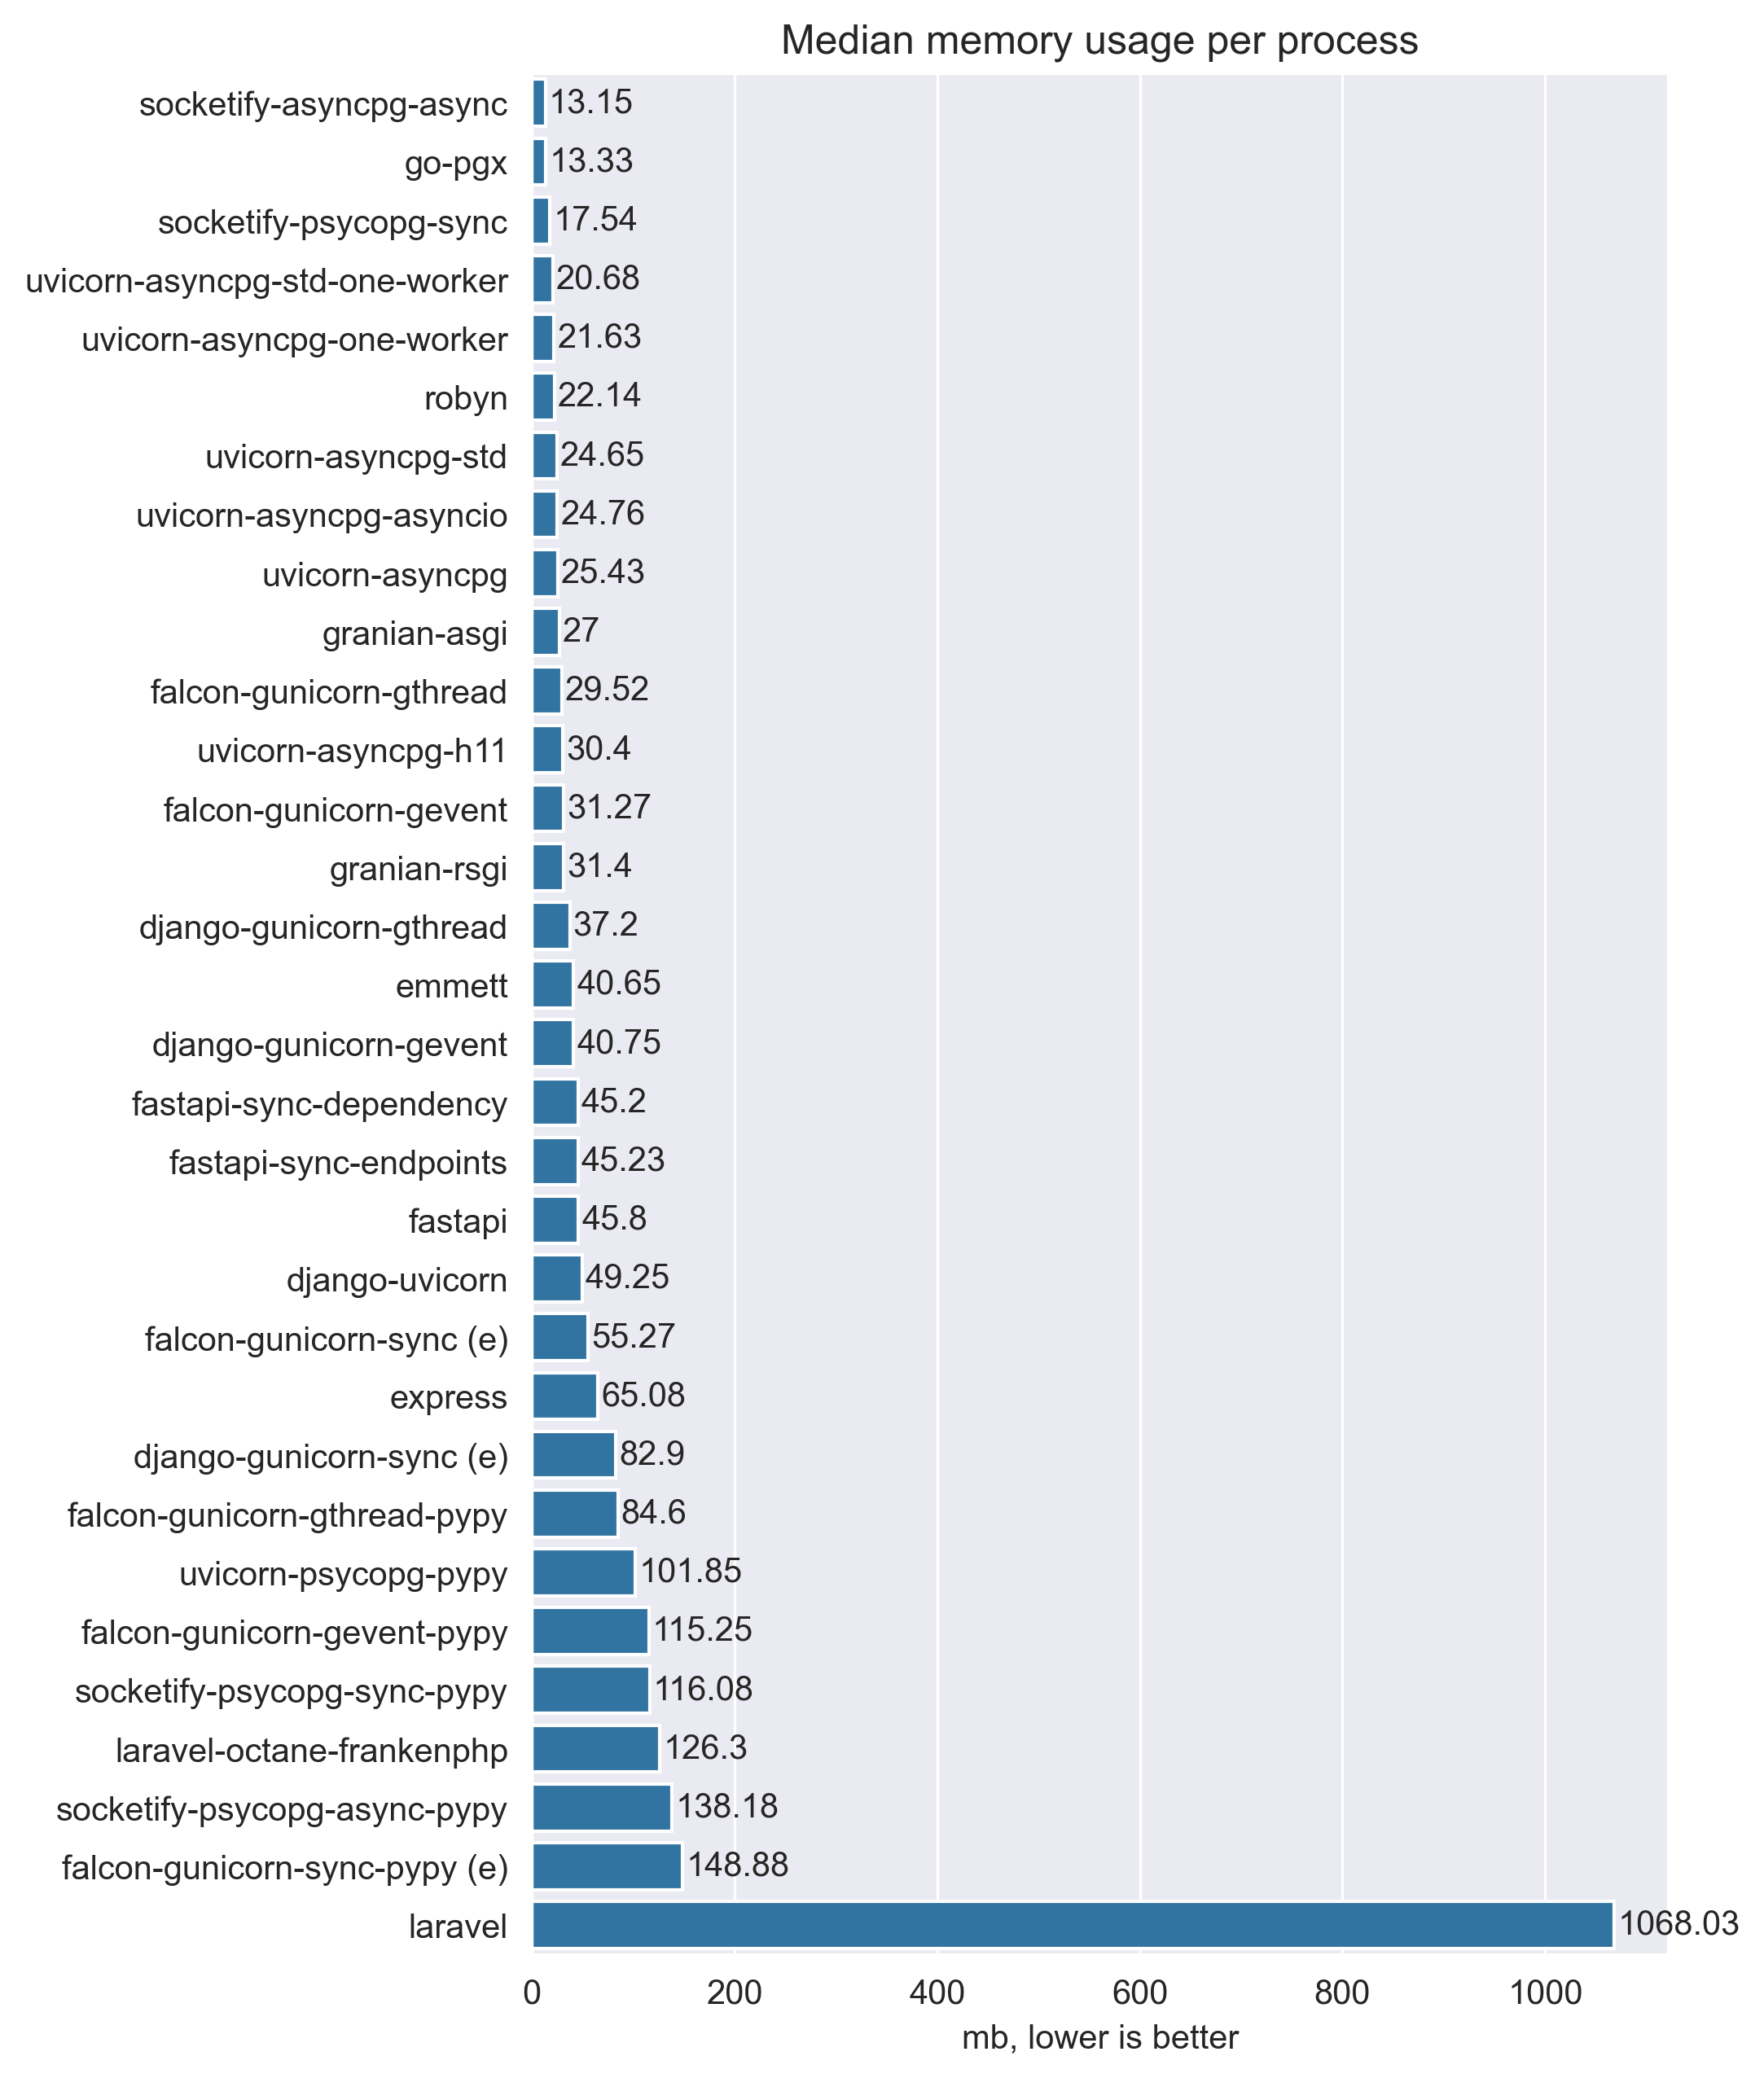 Median memory usage per process
socketify-asyncpg-async 13.15
go-pgx 13.33
socketify-psycopg-sync 17.54
uvicorn-asyncpg-std-one-worker 20.68
uvicorn-asyncpg-one-worker 21.63
robyn 22.14
uvicorn-asyncpg-std 24.65
uvicorn-asyncpg-asyncio 24.76
uvicorn-asyncpg 25.43
granian-asgi 27
falcon-gunicorn-gthread 29.52
uvicorn-asyncpg-h11 30.4
falcon-gunicorn-gevent 31.27
granian-rsgi 31.4
django-gunicorn-gthread 37.2
emmett 40.65
django-gunicorn-gevent 40.75
fastapi-sync-dependency 45.2
fastapi-sync-endpoints 45.23
fastapi 45.8
django-uvicorn 49.25
falcon-gunicorn-sync (e) 55.27
express 65.08
django-gunicorn-sync (e) 82.9
falcon-gunicorn-gthread-pypy 84.6
uvicorn-psycopg-pypy 101.85
falcon-gunicorn-gevent-pypy 115.25
socketify-psycopg-sync-pypy 116.08
laravel-octane-frankenphp 126.3
socketify-psycopg-async-pypy 138.18
falcon-gunicorn-sync-pypy (e) 148.88
laravel 1068.03
0 200 400 600 800 1000
mb, lower is better